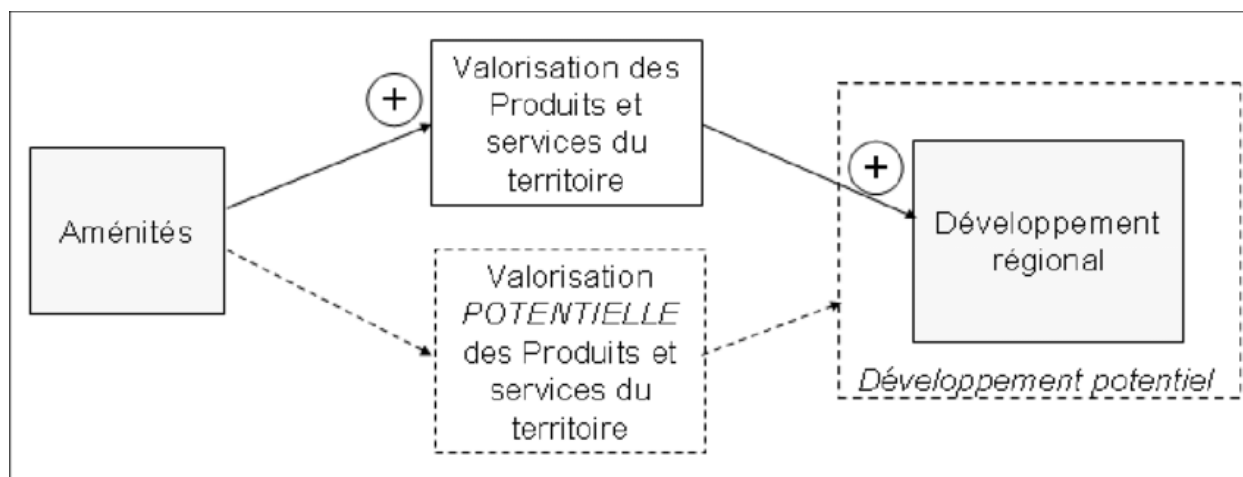 Aménités
+
Valorisation des
Produits et
services du
territoire
Valorisation
POTENTIELLE
des Produits et
services du
territoire
+
Développement
régional
Développement potentiel